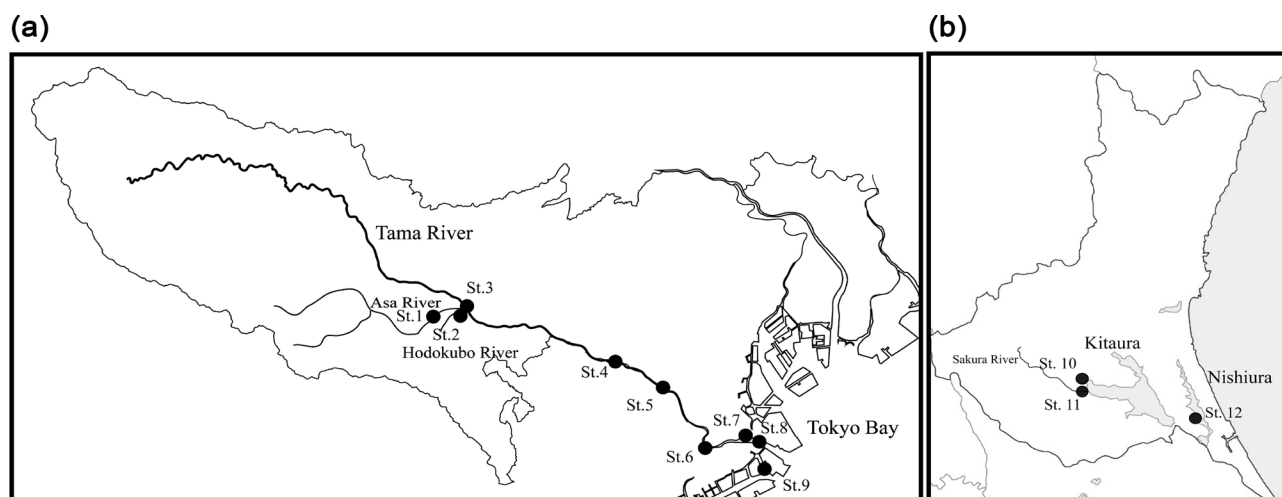 (a)
(b)
Tama River
St.3
Asa River
St.1
St.2
Hodokubo River
St.4
St.5
St.7
St.8
Tokyo Bay
St.6
St.9
Kitaura
Sakura River
St. 10
Nishiura
St. 11
St. 12